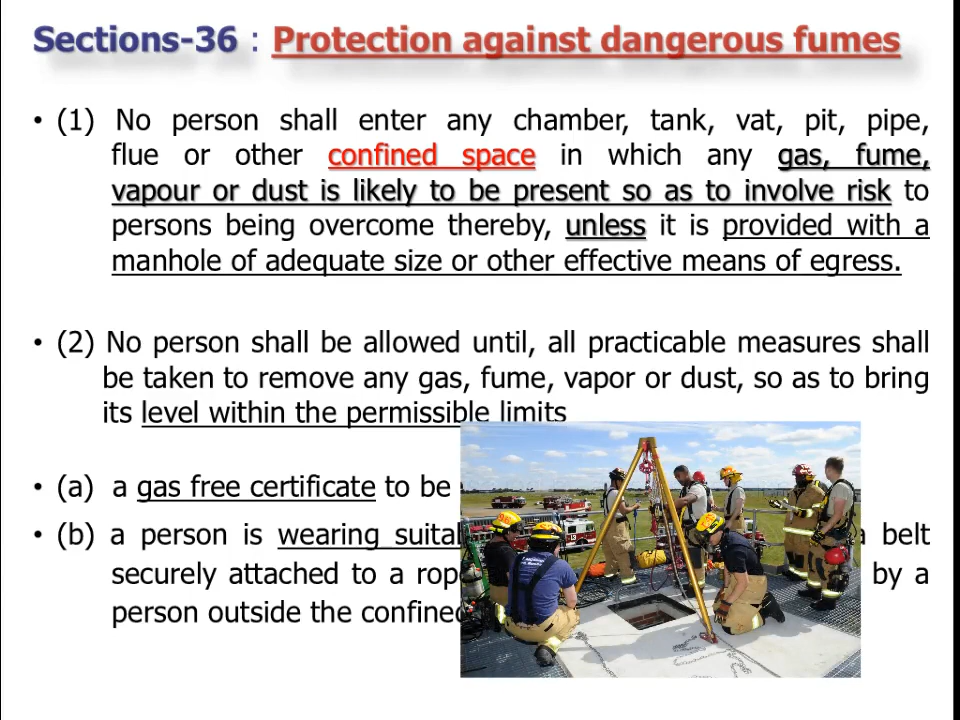 Sections-36 : Protection against dangerous fumes
• (1) No person shall enter any chamber, tank, vat, pit, pipe,
flue or other confined space in which any gas, fume,
vapour or dust is likely to be present so as to involve risk to
persons being overcome thereby, unless it is provided with a
manhole of adequate size or other effective means of egress.
• (2) No person shall be allowed until, all practicable measures shall
be taken to remove any gas, fume, vapor or dust, so as to bring
its level within the permissible limits
• (a) a gas free certificate to be
• (b) a person is wearing a belt
securely attached to a by a
person outside the